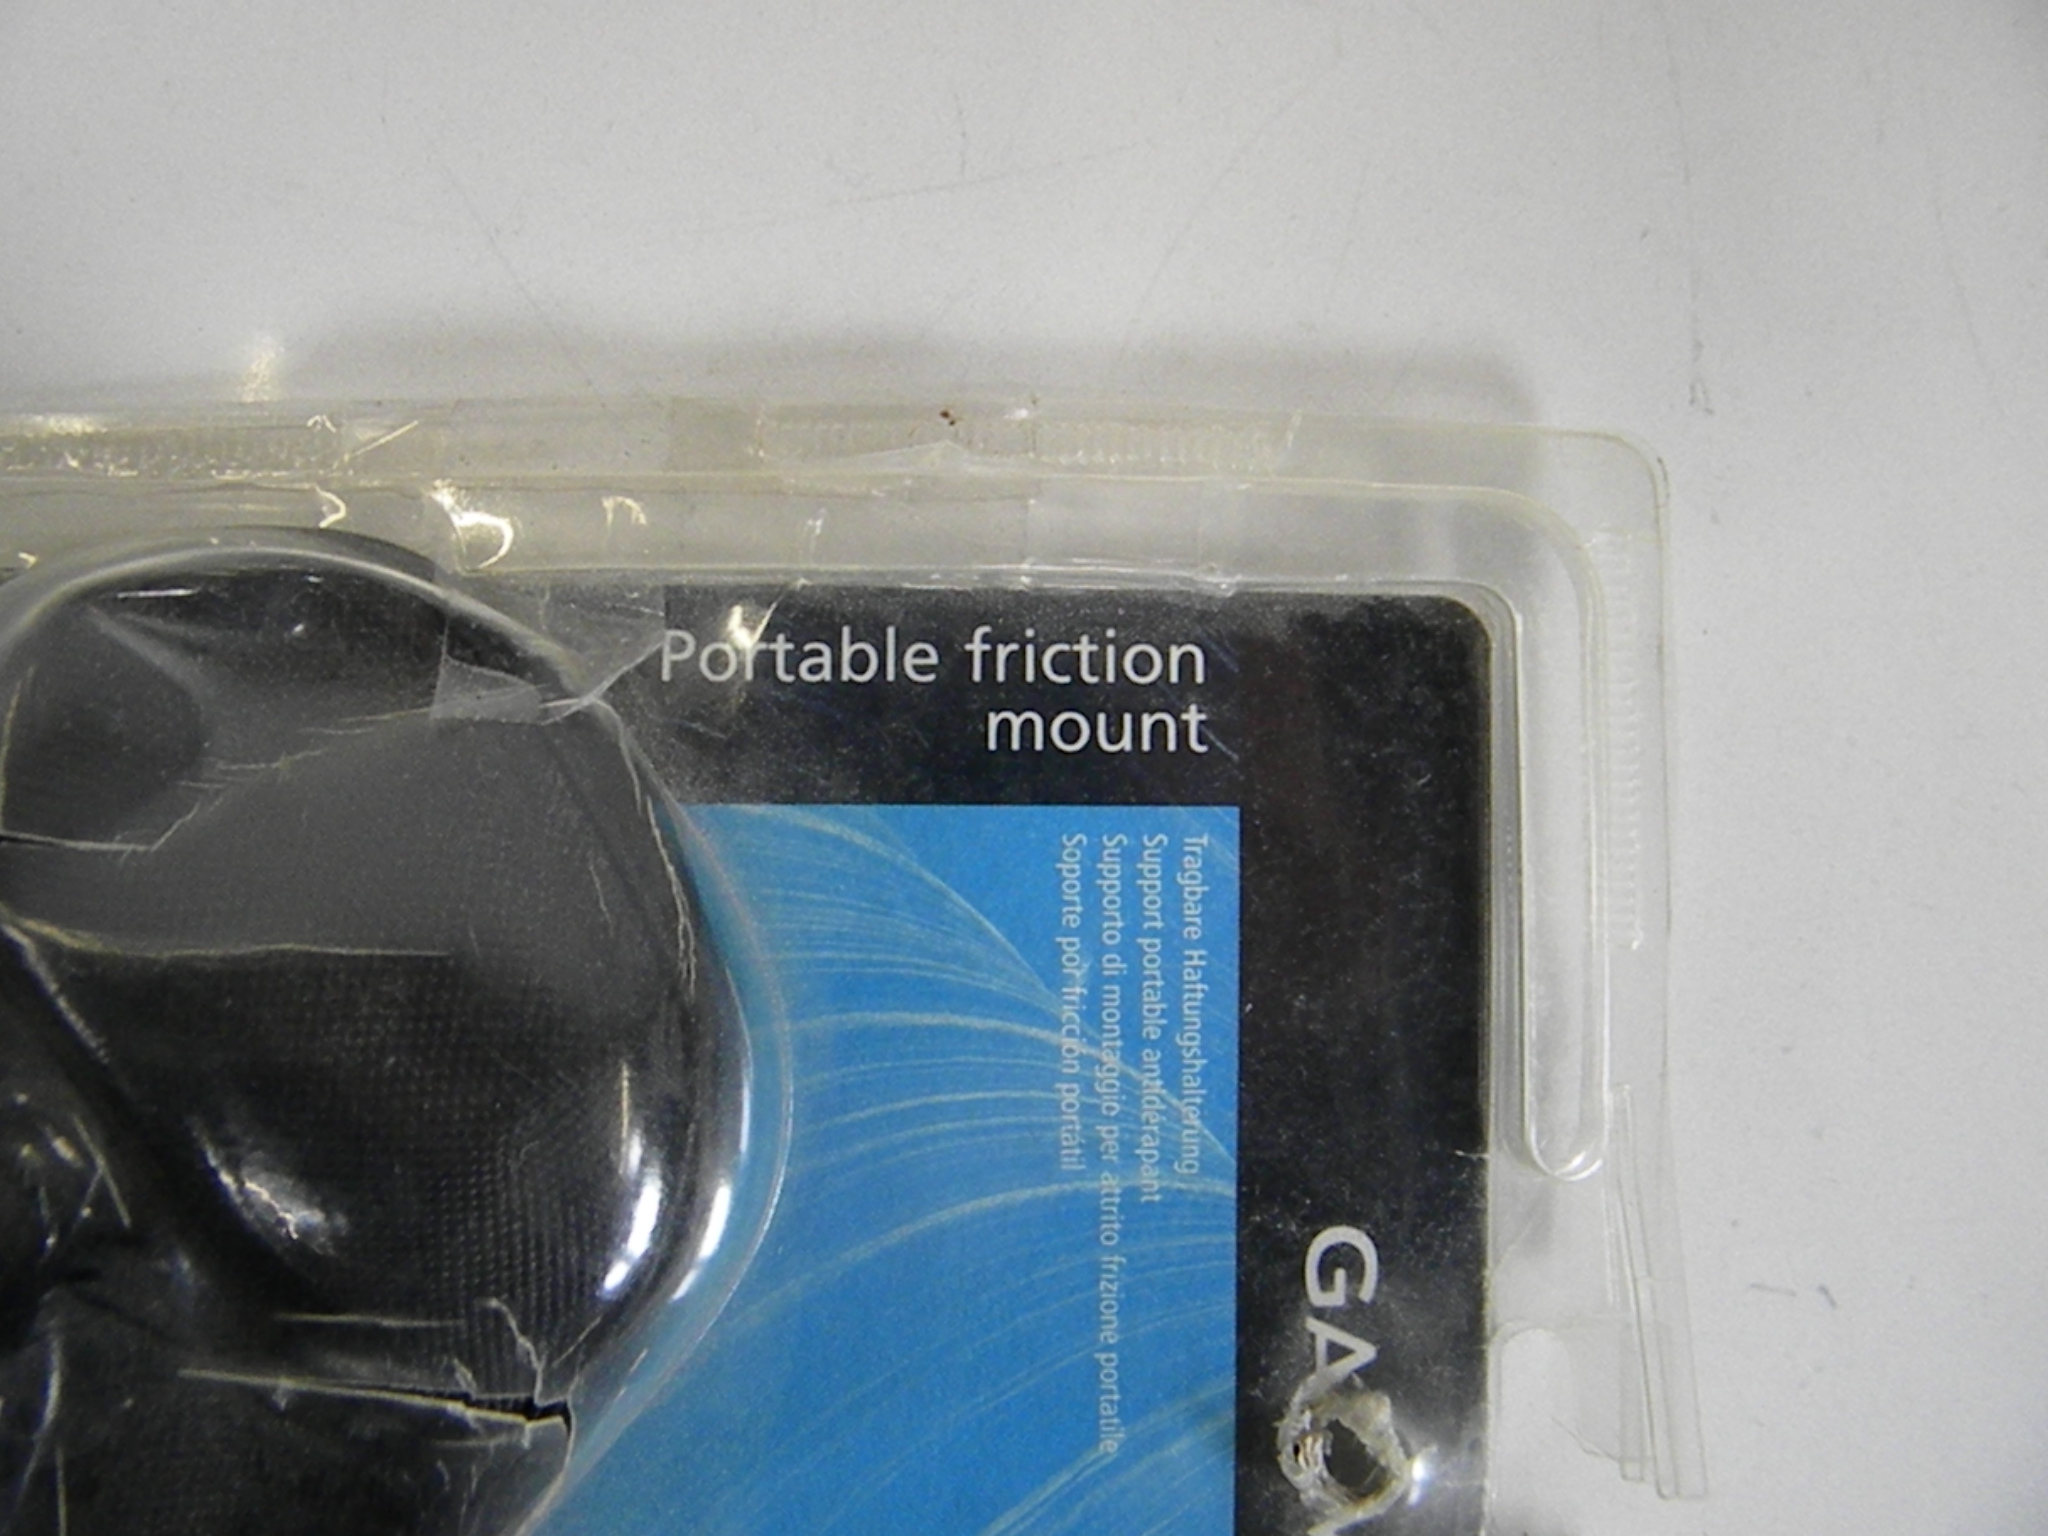 Portable friction
mount
Tragbare Haftungshalterung
Support portable antidérapant
Supporto di montaggio per attrito frizione portatile
Soporte por fricción portátil